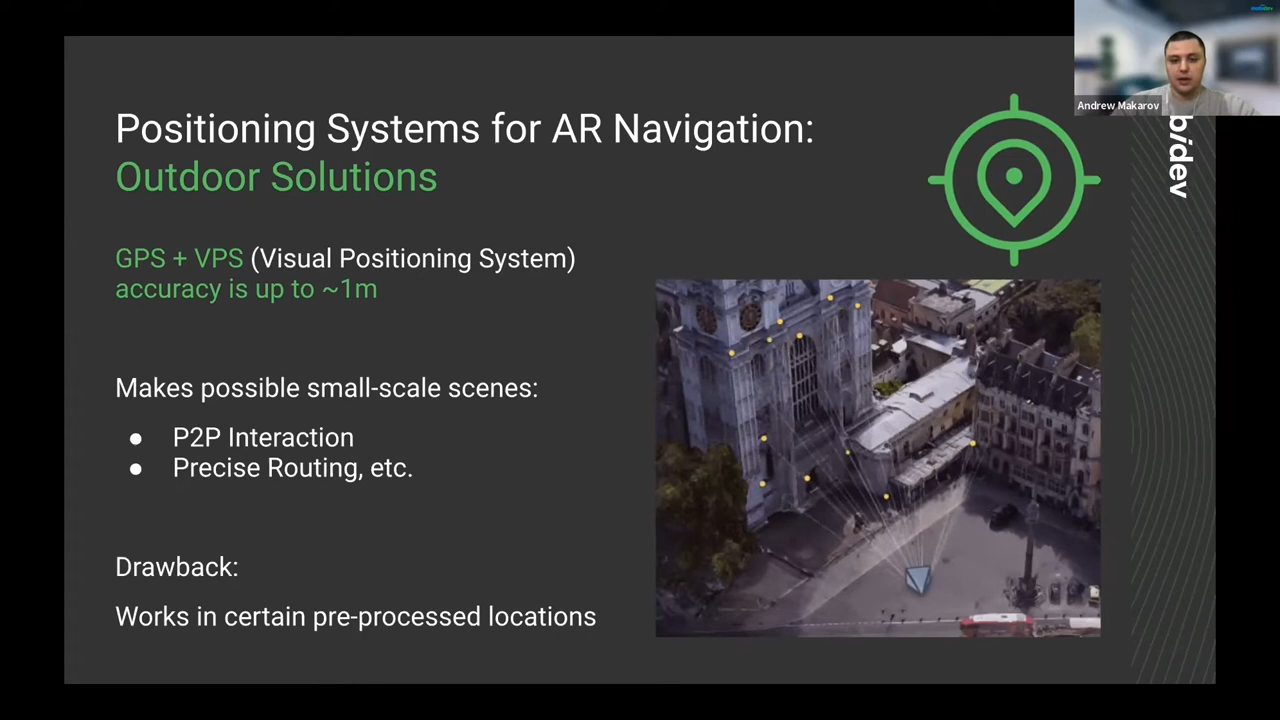 Andrew Makarov
Positioning Systems for AR Navigation:
Outdoor Solutions
GPS + VPS (Visual Positioning System)
accuracy is up to ~1m
Makes possible small-scale scenes:
● P2P Interaction
● Precise Routing, etc.
Drawback:
Works in certain pre-processed locations
bidev